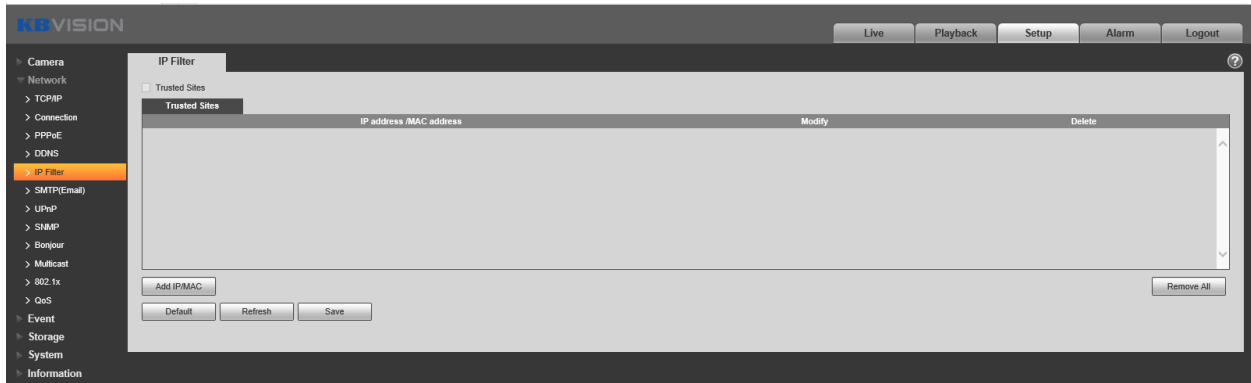 KBVISION
Live Playback Setup Alarm Logout
Camera
Network
> TCP/IP
> Connection
> PPPoE
> DDNS
> IP Filter
> SMTP(Email)
> UPnP
> SNMP
> Bonjour
> Multicast
> 802.1x
> QoS
Event
Storage
System
Information
IP Filter
?
Trusted Sites
Trusted Sites
IP address /MAC address Modify Delete
Add IP/MAC Remove All
Default Refresh Save